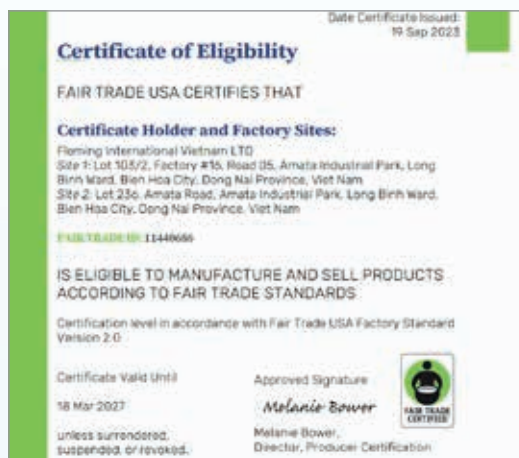 Date Certificate Issued:
19 Sep 2023
Certificate of Eligibility
FAIR TRADE USA CERTIFIES THAT
Certificate Holder and Factory Sites:
Fleming International Vietnam LTD
Site 1: Lot 103/2, Factory #16, Road 05, Amata Industrial Park, Long
Binh Ward, Bien Hoa City, Dong Nai Province, Viet Nam
Site 2: Lot 236, Amata Road, Amata Industrial Park, Long Binh Ward,
Bien Hoa City, Dong Nai Province, Viet Nam
FAIR TRADE ID: 11440686
IS ELIGIBLE TO MANUFACTURE AND SELL PRODUCTS
ACCORDING TO FAIR TRADE STANDARDS
Certification level in accordance with Fair Trade USA Factory Standard
Version 2.0
Certificate Valid Until
18 Mar 2027
unless surrendered,
suspended, or revoked.
Approved Signature
Melanie Bower
Melanie Bower,
Director, Producer Certification
FAIR TRADE
CERTIFIED